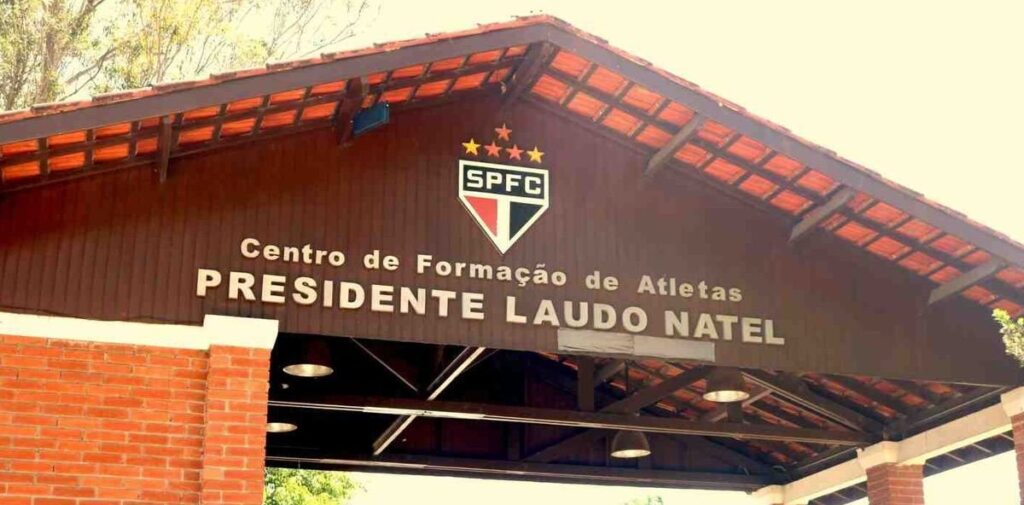 SPFC
Centro de Formação de Atletas
PRESIDENTE LAUDO NATEL